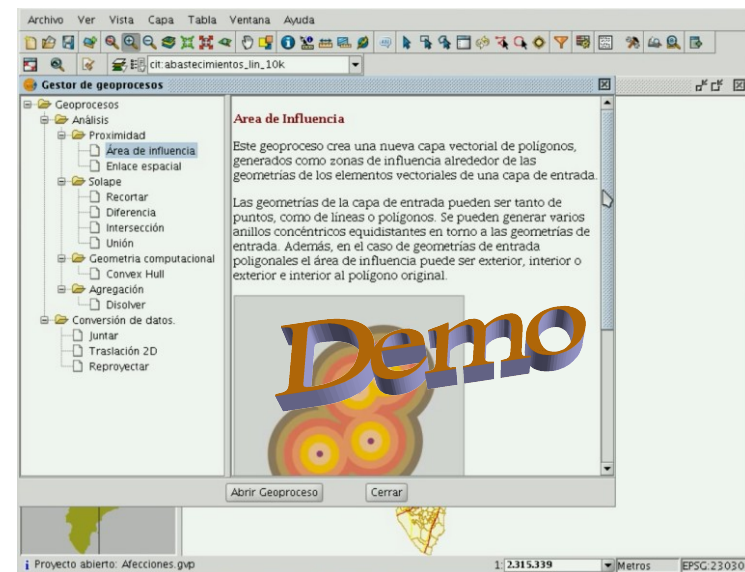 Archivo Ver Vista Capa Tabla Ventana Ayuda
cit:abastecimientos_lin_10k
Gestor de geoprocesos
Geoprocesos
Análisis
Proximidad
Área de influencia
Enlace espacial
Solape
Recortar
Diferencia
Intersección
Unión
Geometria computacional
Convex Hull
Agregación
Disolver
Conversión de datos.
Juntar
Traslación 2D
Reproyectar
Area de Influencia
Este geoproceso crea una nueva capa vectorial de polígonos,
generados como zonas de influencia alrededor de las
geometrías de los elementos vectoriales de una capa de entrada.
Las geometrías de la capa de entrada pueden ser tanto de
puntos, como de líneas o polígonos. Se pueden generar varios
anillos concéntricos equidistantes en torno a las geometrías de
entrada. Además, en el caso de geometrías de entrada
poligonales el área de influencia puede ser exterior, interior o
exterior e interior al polígono original.
Demo
Abrir Geoproceso Cerrar
Proyecto abierto: Afecciones.gvp 1: 2.315.339 Metros EPSG:23030